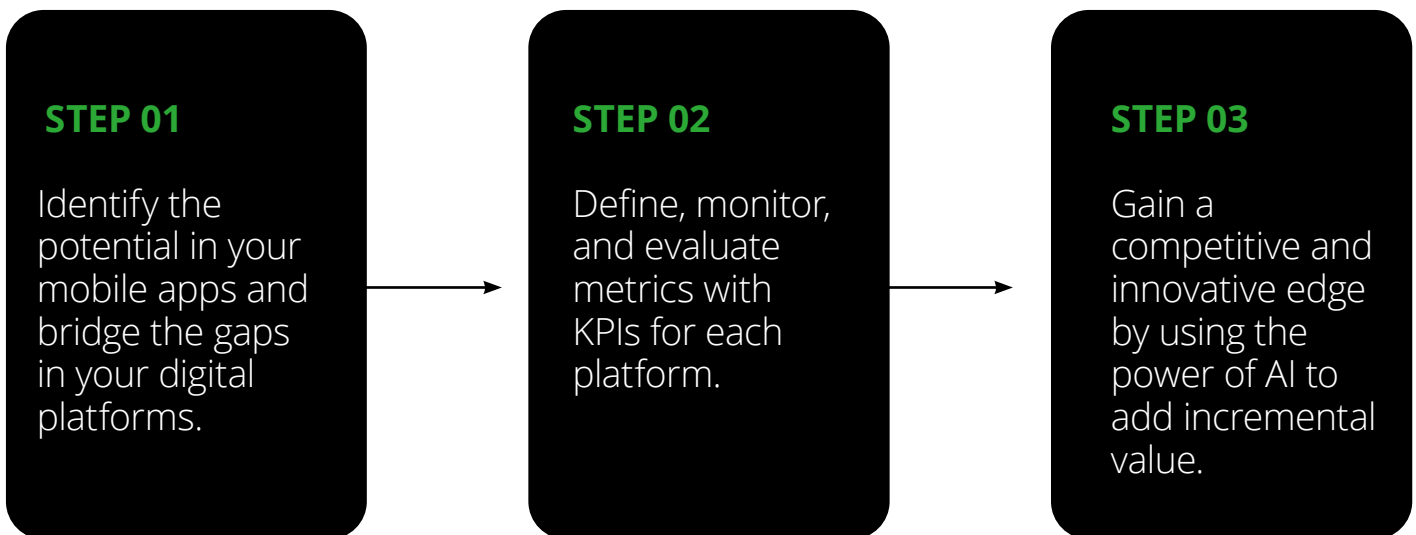 STEP 01
Identify the
potential in your
mobile apps and
bridge the gaps
in your digital
platforms.
STEP 02
Define, monitor,
and evaluate
metrics with
KPIs for each
platform.
STEP 03
Gain a
competitive and
innovative edge
by using the
power of AI to
add incremental
value.